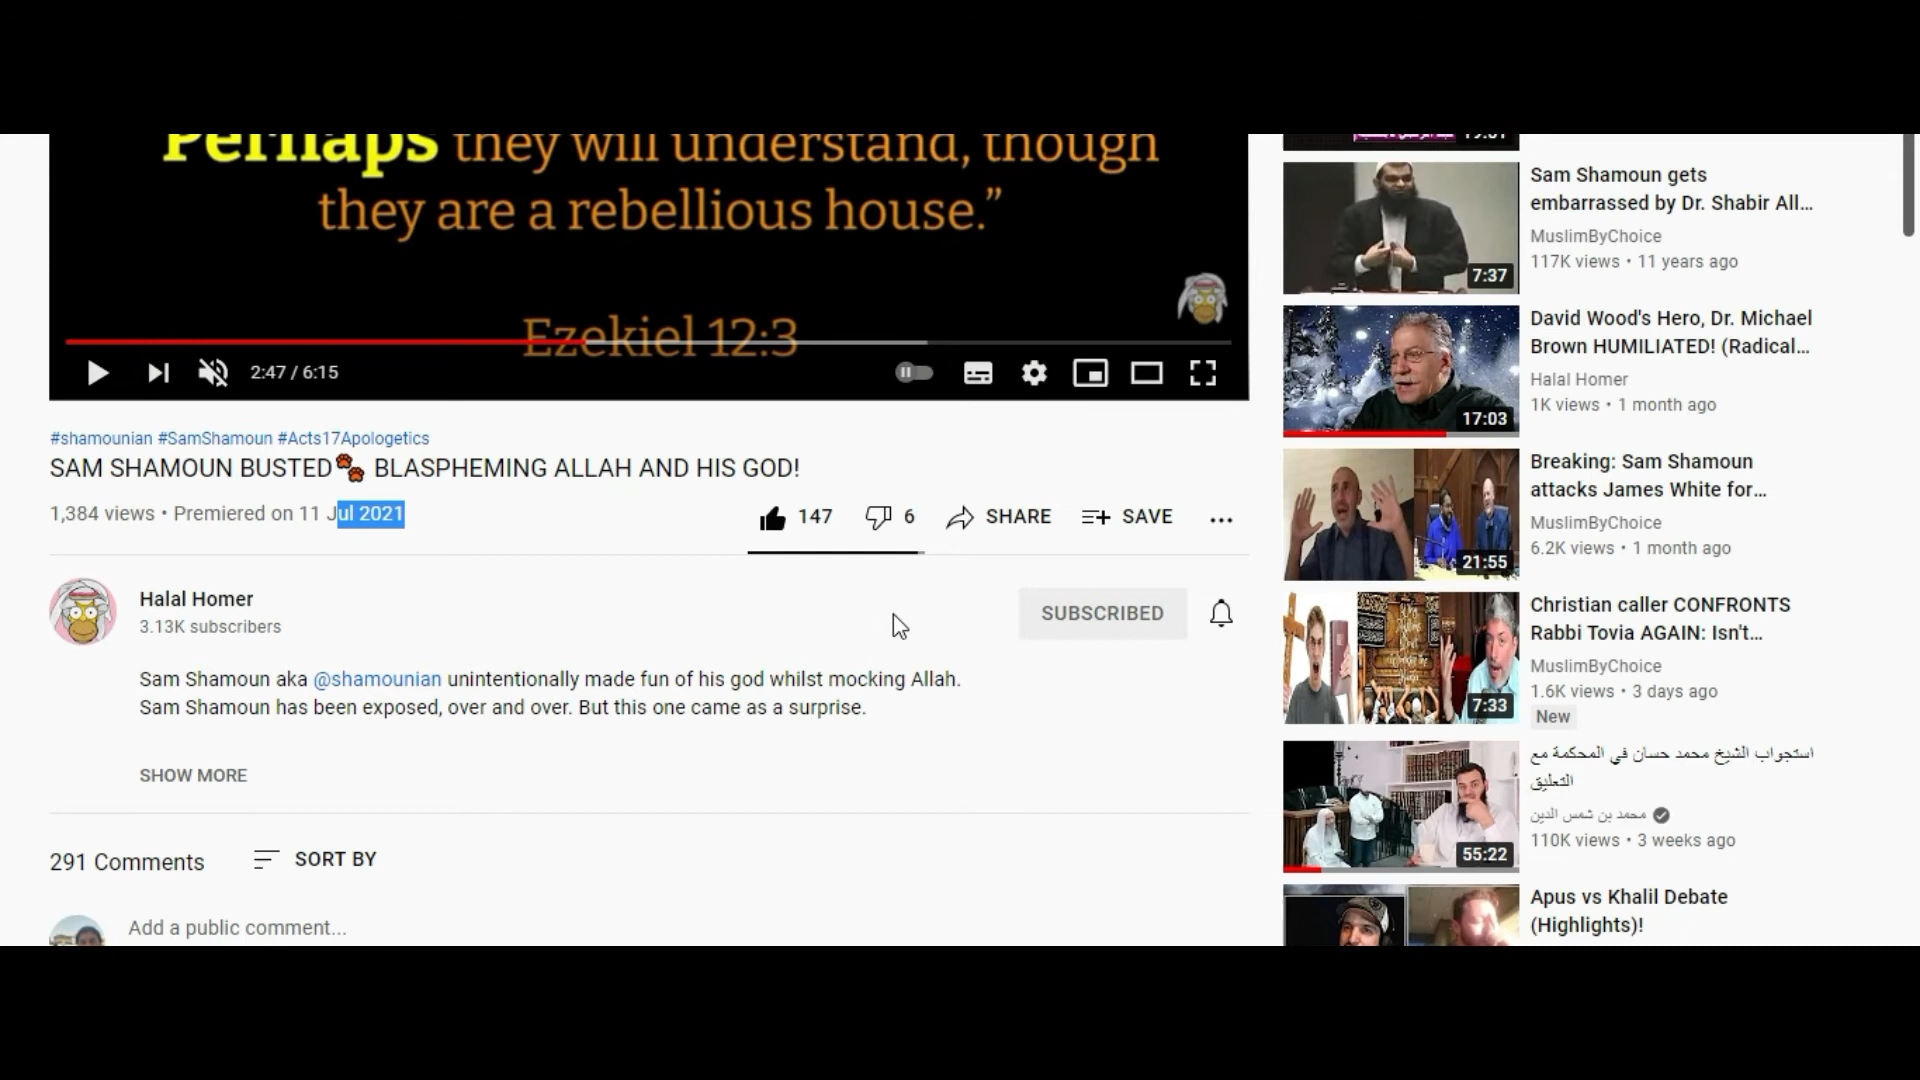 Perhaps they will understand, though
they are a rebellious house.”
Ezekiel 12:3
2:47 / 6:15
#shamounian #SamShamoun #Acts17Apologetics
SAM SHAMOUN BUSTED🐾 BLASPHEMING ALLAH AND HIS GOD!
1,384 views • Premiered on 11 Jul 2021
147
6
SHARE
SAVE
Halal Homer
3.13K subscribers
SUBSCRIBED
Sam Shamoun aka @shamounian unintentionally made fun of his god whilst mocking Allah.
Sam Shamoun has been exposed, over and over. But this one came as a surprise.
SHOW MORE
291 Comments
SORT BY
Add a public comment...
19:01
7:37
Sam Shamoun gets
embarrassed by Dr. Shabir All...
MuslimByChoice
117K views • 11 years ago
17:03
David Wood's Hero, Dr. Michael
Brown HUMILIATED! (Radical...
Halal Homer
1K views • 1 month ago
21:55
Breaking: Sam Shamoun
attacks James White for...
MuslimByChoice
6.2K views • 1 month ago
7:33
Christian caller CONFRONTS
Rabbi Tovia AGAIN: Isn't...
MuslimByChoice
1.6K views • 3 days ago
New
55:22
استجواب الشيخ محمد حسان في المحكمة مع
التعليق
محمد بن شمس الدين
110K views • 3 weeks ago
Apus vs Khalil Debate
(Highlights)!